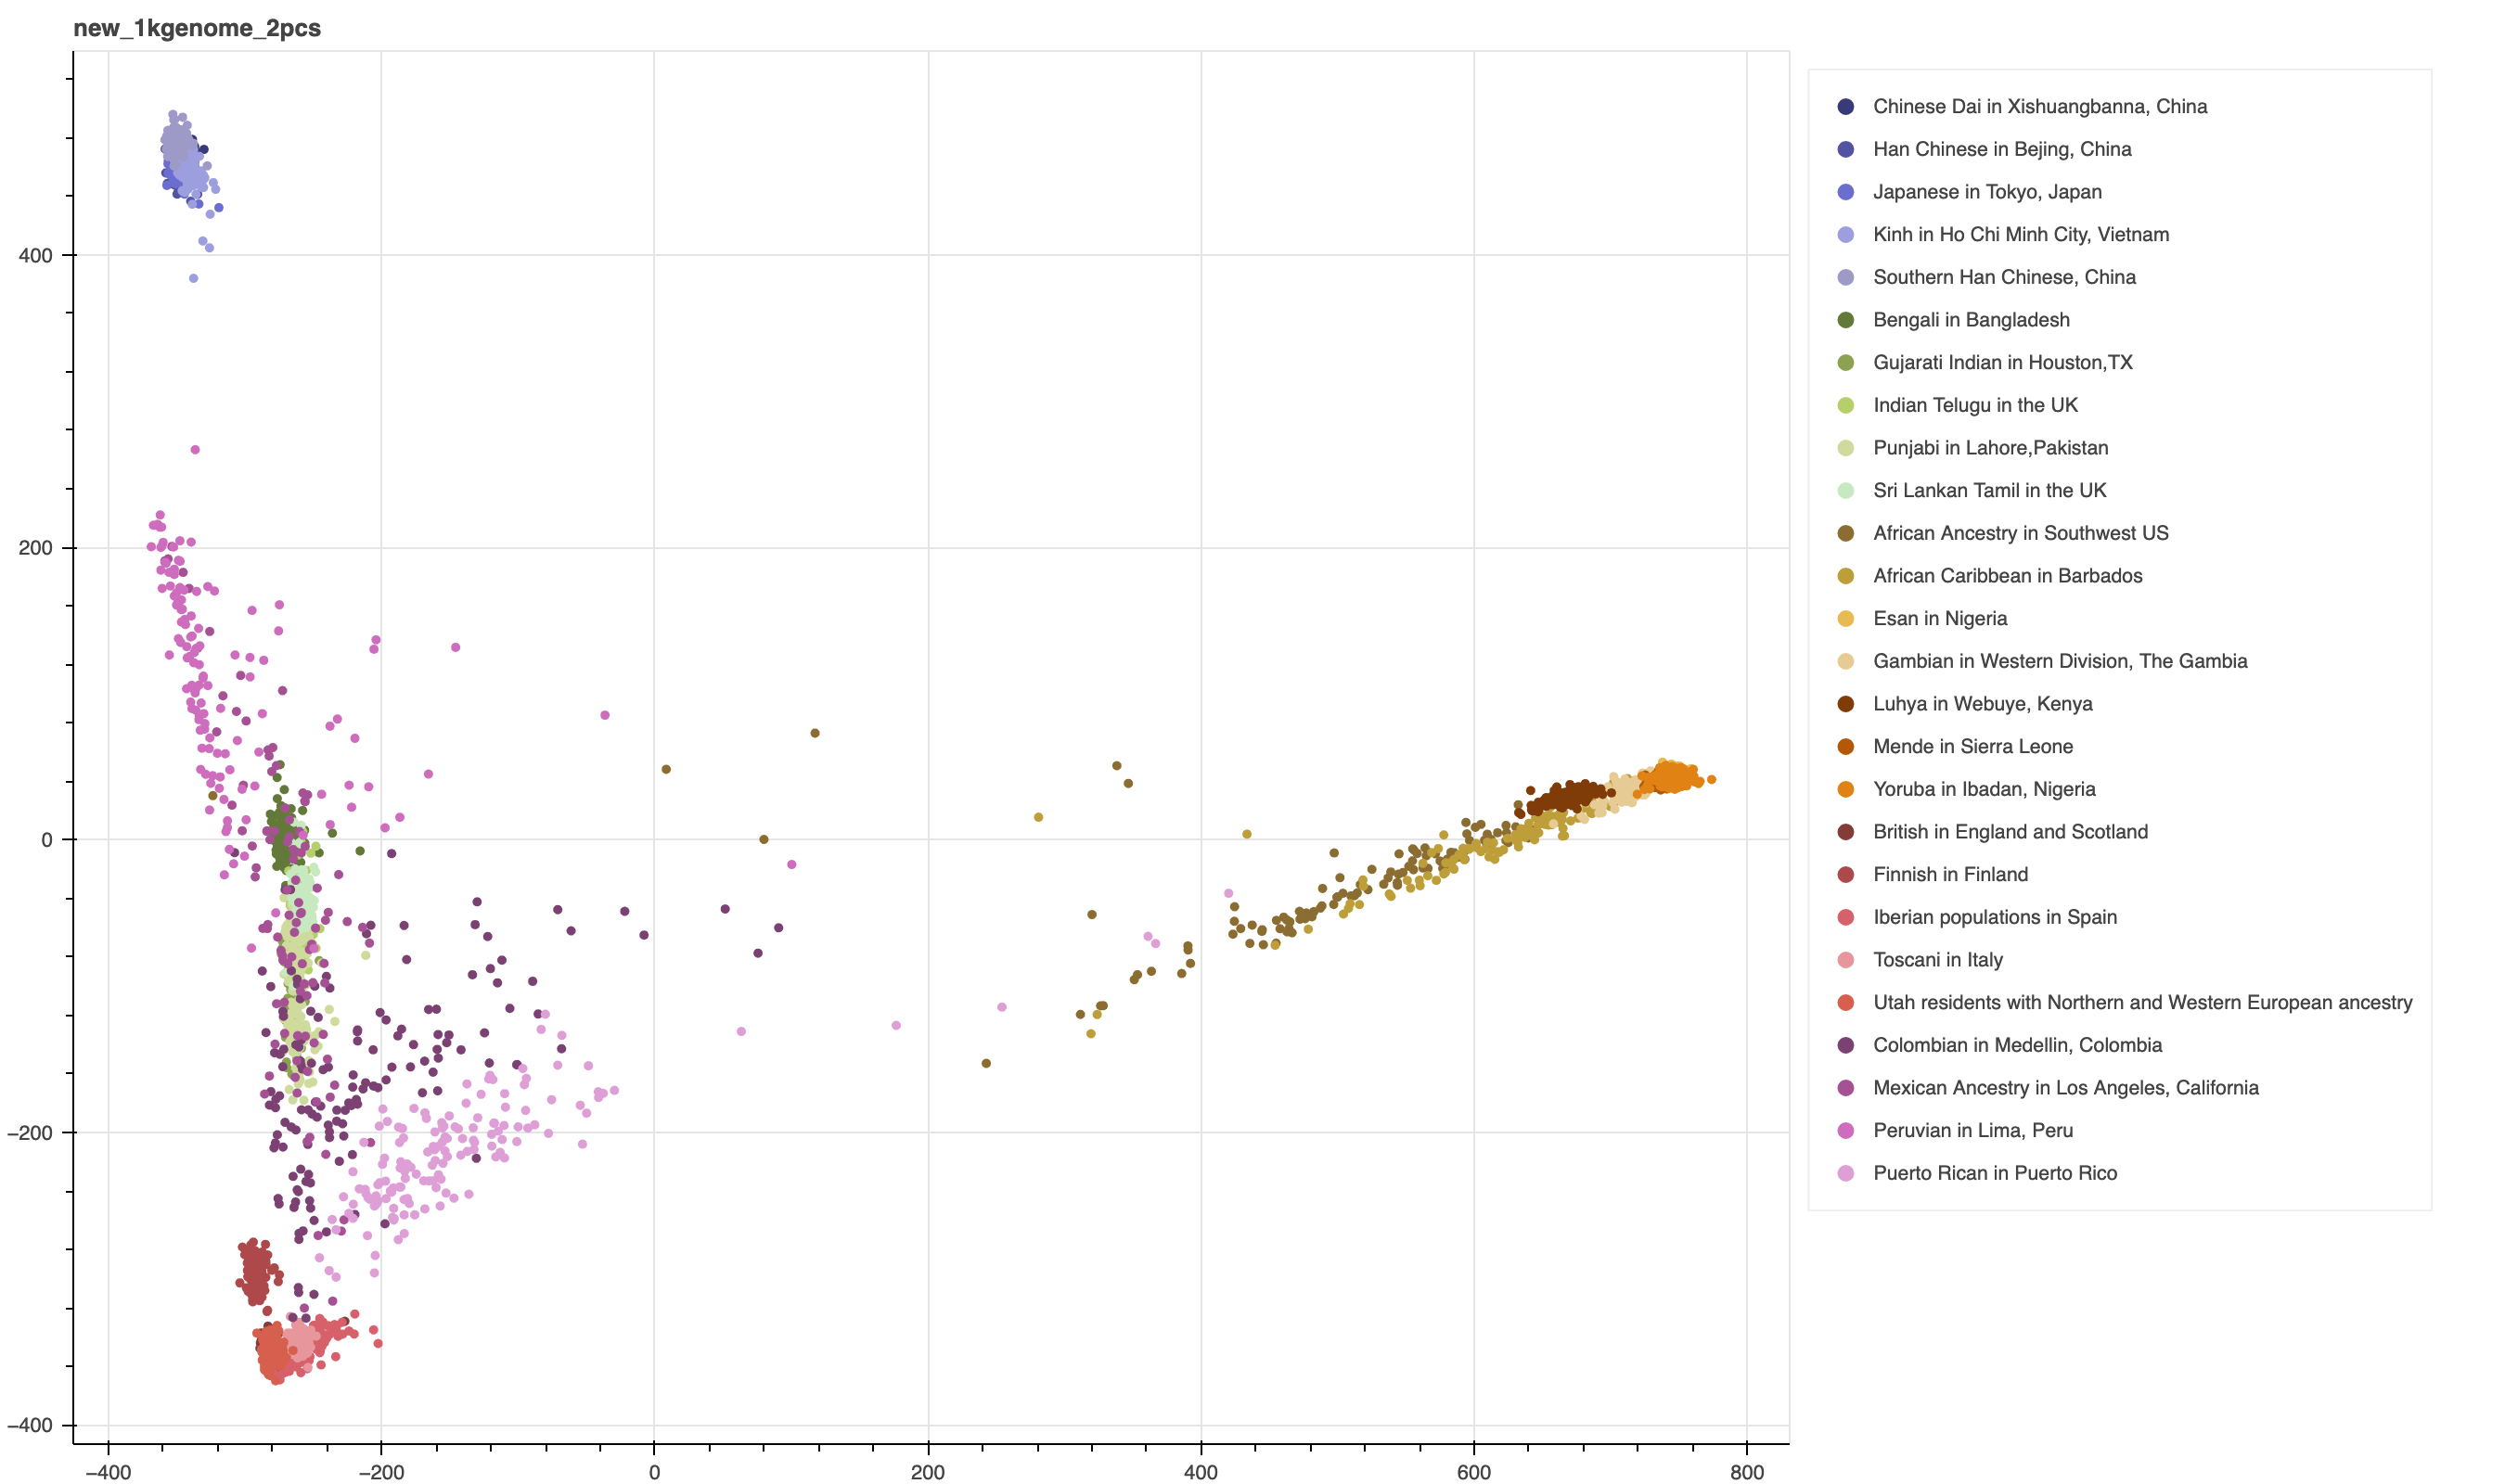 new_1kgenome_2pcs
400
200
0
−200
−400
−400
−200
0
200
400
600
800
Chinese Dai in Xishuangbanna, China
Han Chinese in Bejing, China
Japanese in Tokyo, Japan
Kinh in Ho Chi Minh City, Vietnam
Southern Han Chinese, China
Bengali in Bangladesh
Gujarati Indian in Houston,TX
Indian Telugu in the UK
Punjabi in Lahore,Pakistan
Sri Lankan Tamil in the UK
African Ancestry in Southwest US
African Caribbean in Barbados
Esan in Nigeria
Gambian in Western Division, The Gambia
Luhya in Webuye, Kenya
Mende in Sierra Leone
Yoruba in Ibadan, Nigeria
British in England and Scotland
Finnish in Finland
Iberian populations in Spain
Toscani in Italy
Utah residents with Northern and Western European ancestry
Colombian in Medellin, Colombia
Mexican Ancestry in Los Angeles, California
Peruvian in Lima, Peru
Puerto Rican in Puerto Rico